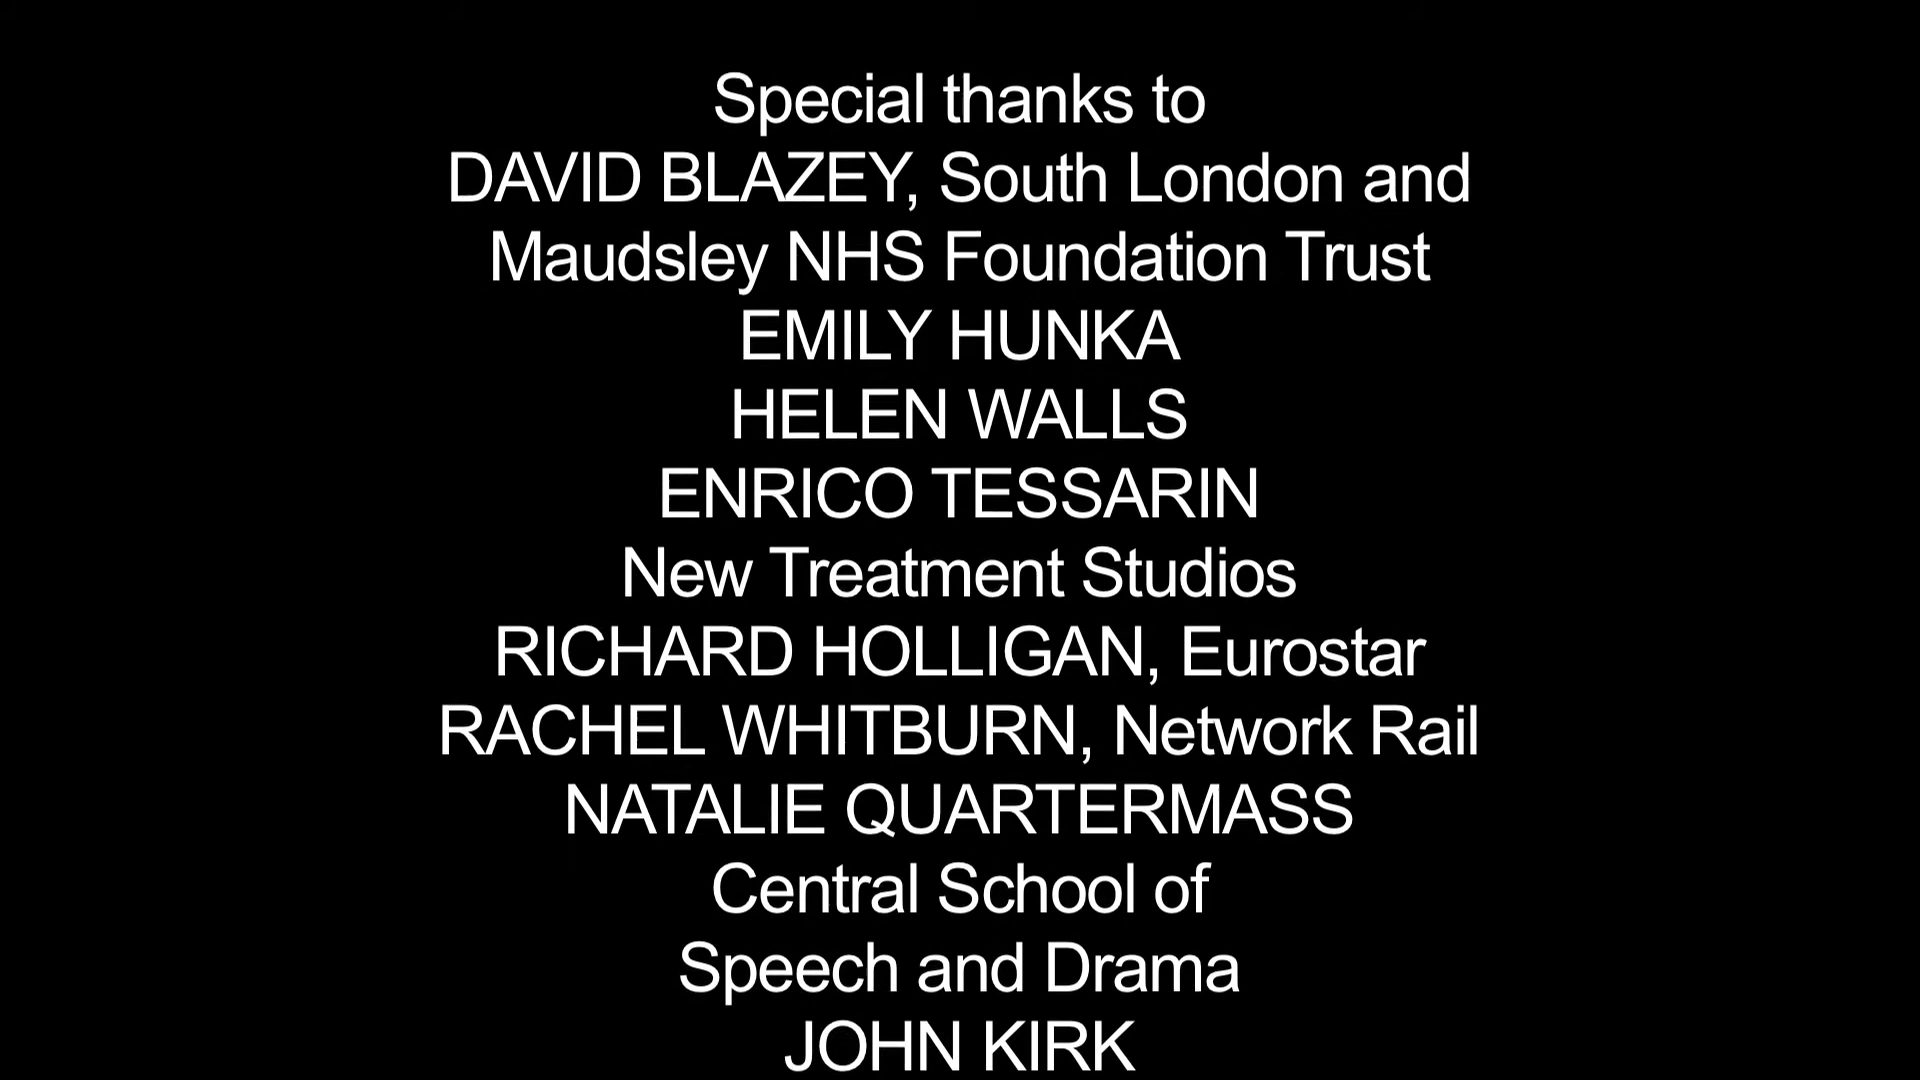 Special thanks to
DAVID BLAZEY, South London and
Maudsley NHS Foundation Trust
EMILY HUNKA
HELEN WALLS
ENRICO TESSARIN
New Treatment Studios
RICHARD HOLLIGAN, Eurostar
RACHEL WHITBURN, Network Rail
NATALIE QUARTERMASS
Central School of
Speech and Drama
JOHN KIRK